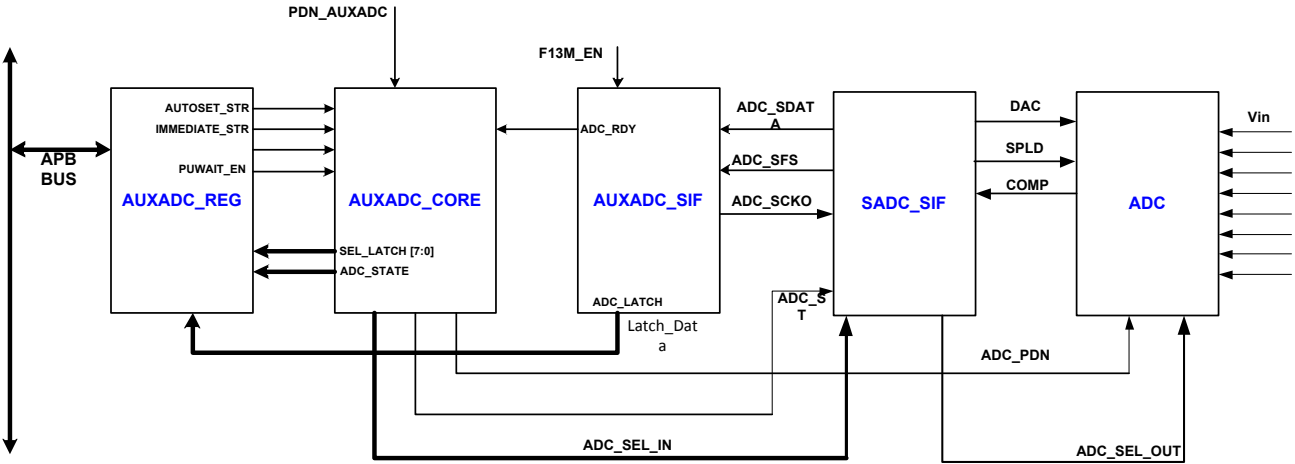 PDN_AUXADC
F13M_EN
AUTOSET_STR
IMMEDIATE_STR
PUWAIT_EN
APB
BUS
AUXADC_REG
SEL_LATCH [7:0]
ADC_STATE
AUXADC_CORE
ADC_RDY
AUXADC_SIF
ADC_LATCH
Latch_Dat
a
ADC_SDAT
A
ADC_SFS
ADC_SCKO
ADC_S
T
SADC_SIF
DAC
SPLD
COMP
ADC
Vin
ADC_PDN
ADC_SEL_IN
ADC_SEL_OUT